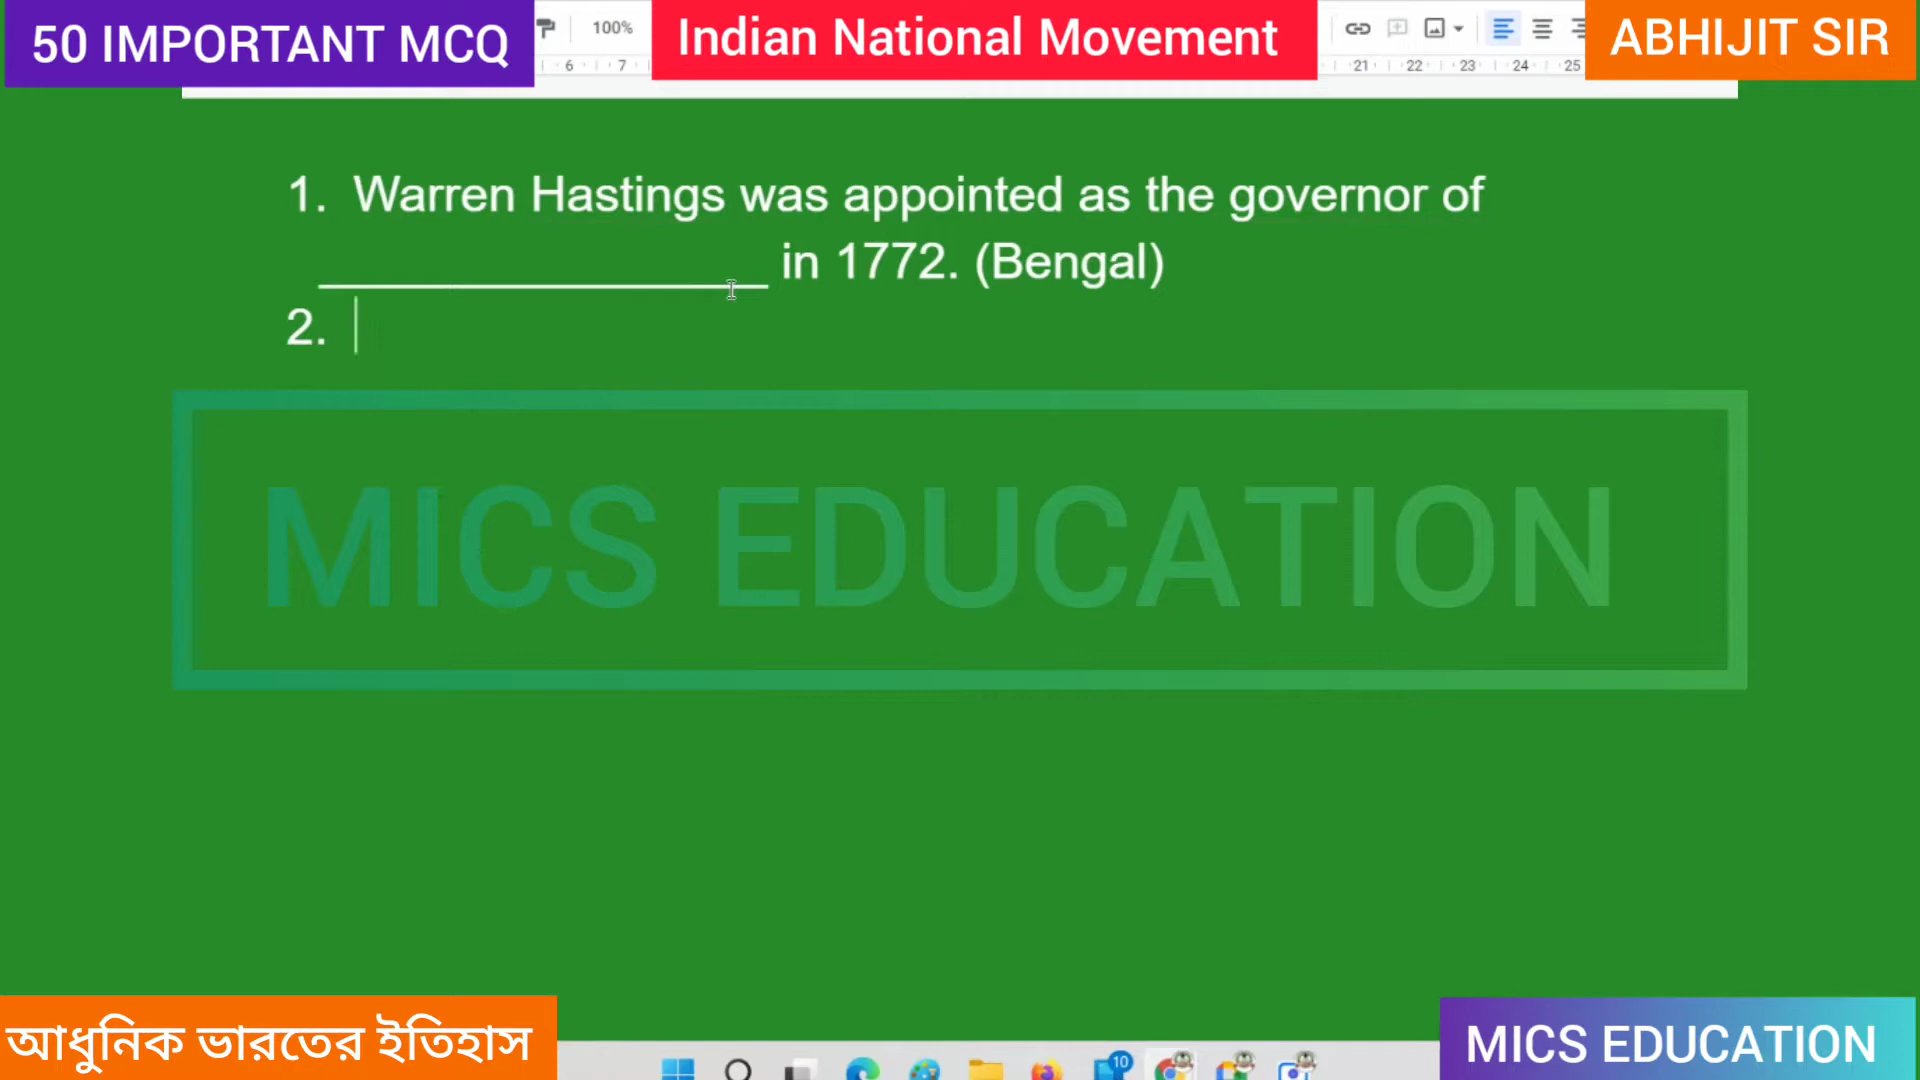 50 IMPORTANT MCQ
100%
Indian National Movement
ABHIJIT SIR
6 7 21 22 23 24 25
1. Warren Hastings was appointed as the governor of
_________________ in 1772. (Bengal)
2.
MICS EDUCATION
আধুনিক ভারতের ইতিহাস
10
MICS EDUCATION